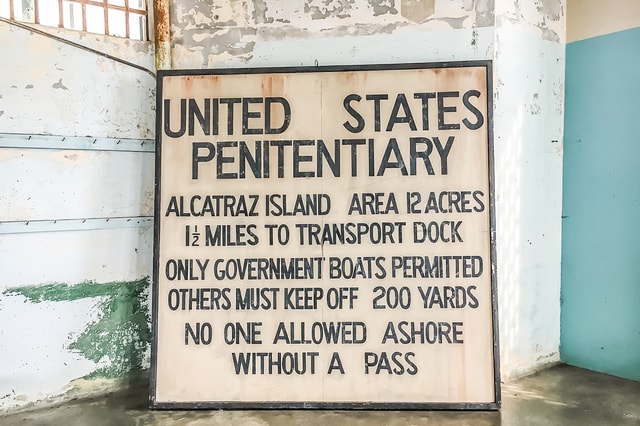 UNITED STATES
PENITENTIARY
ALCATRAZ ISLAND AREA 12 ACRES
1½ MILES TO TRANSPORT DOCK
ONLY GOVERNMENT BOATS PERMITTED
OTHERS MUST KEEP OFF 200 YARDS
NO ONE ALLOWED ASHORE
WITHOUT A PASS